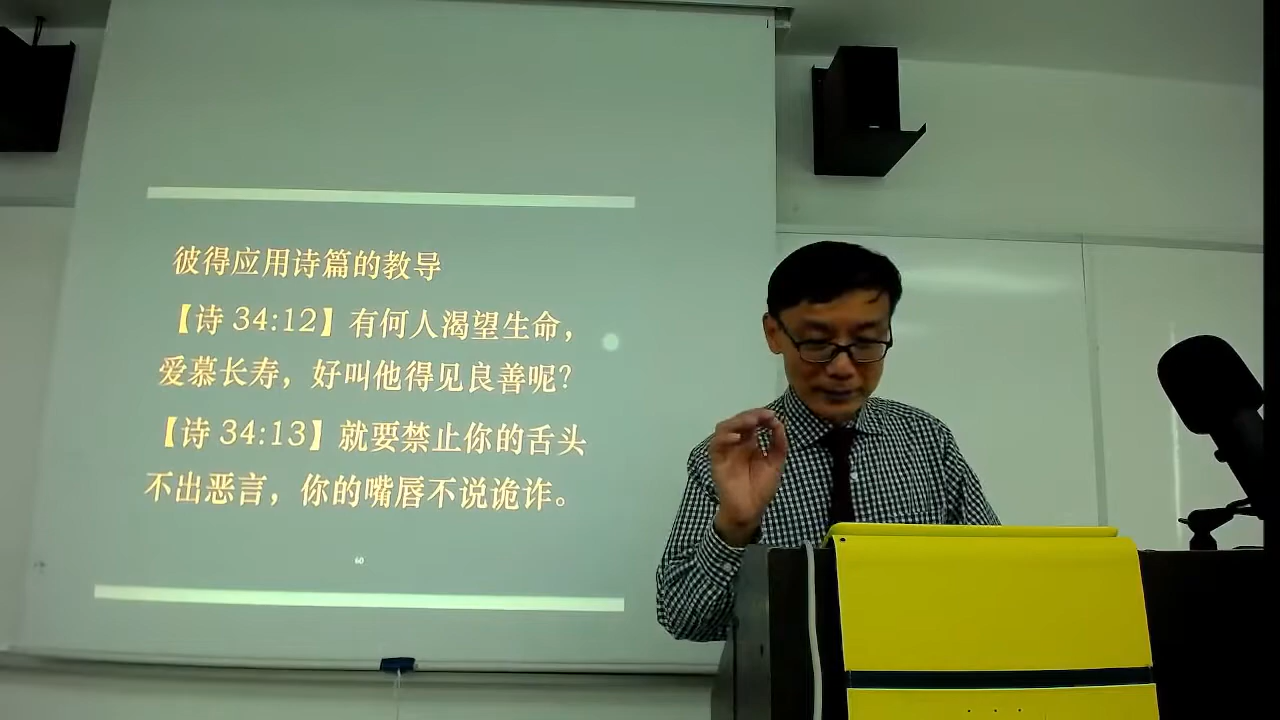 彼得应用诗篇的教导
【诗 34:12】有何人渴望生命，
爱慕长寿，好叫他得见良善呢？
【诗 34:13】就要禁止你的舌头
不出恶言，你的嘴唇不说诡诈。
60